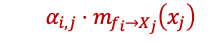 α_{i,j} · m_{f_i→X_j}(x_j)